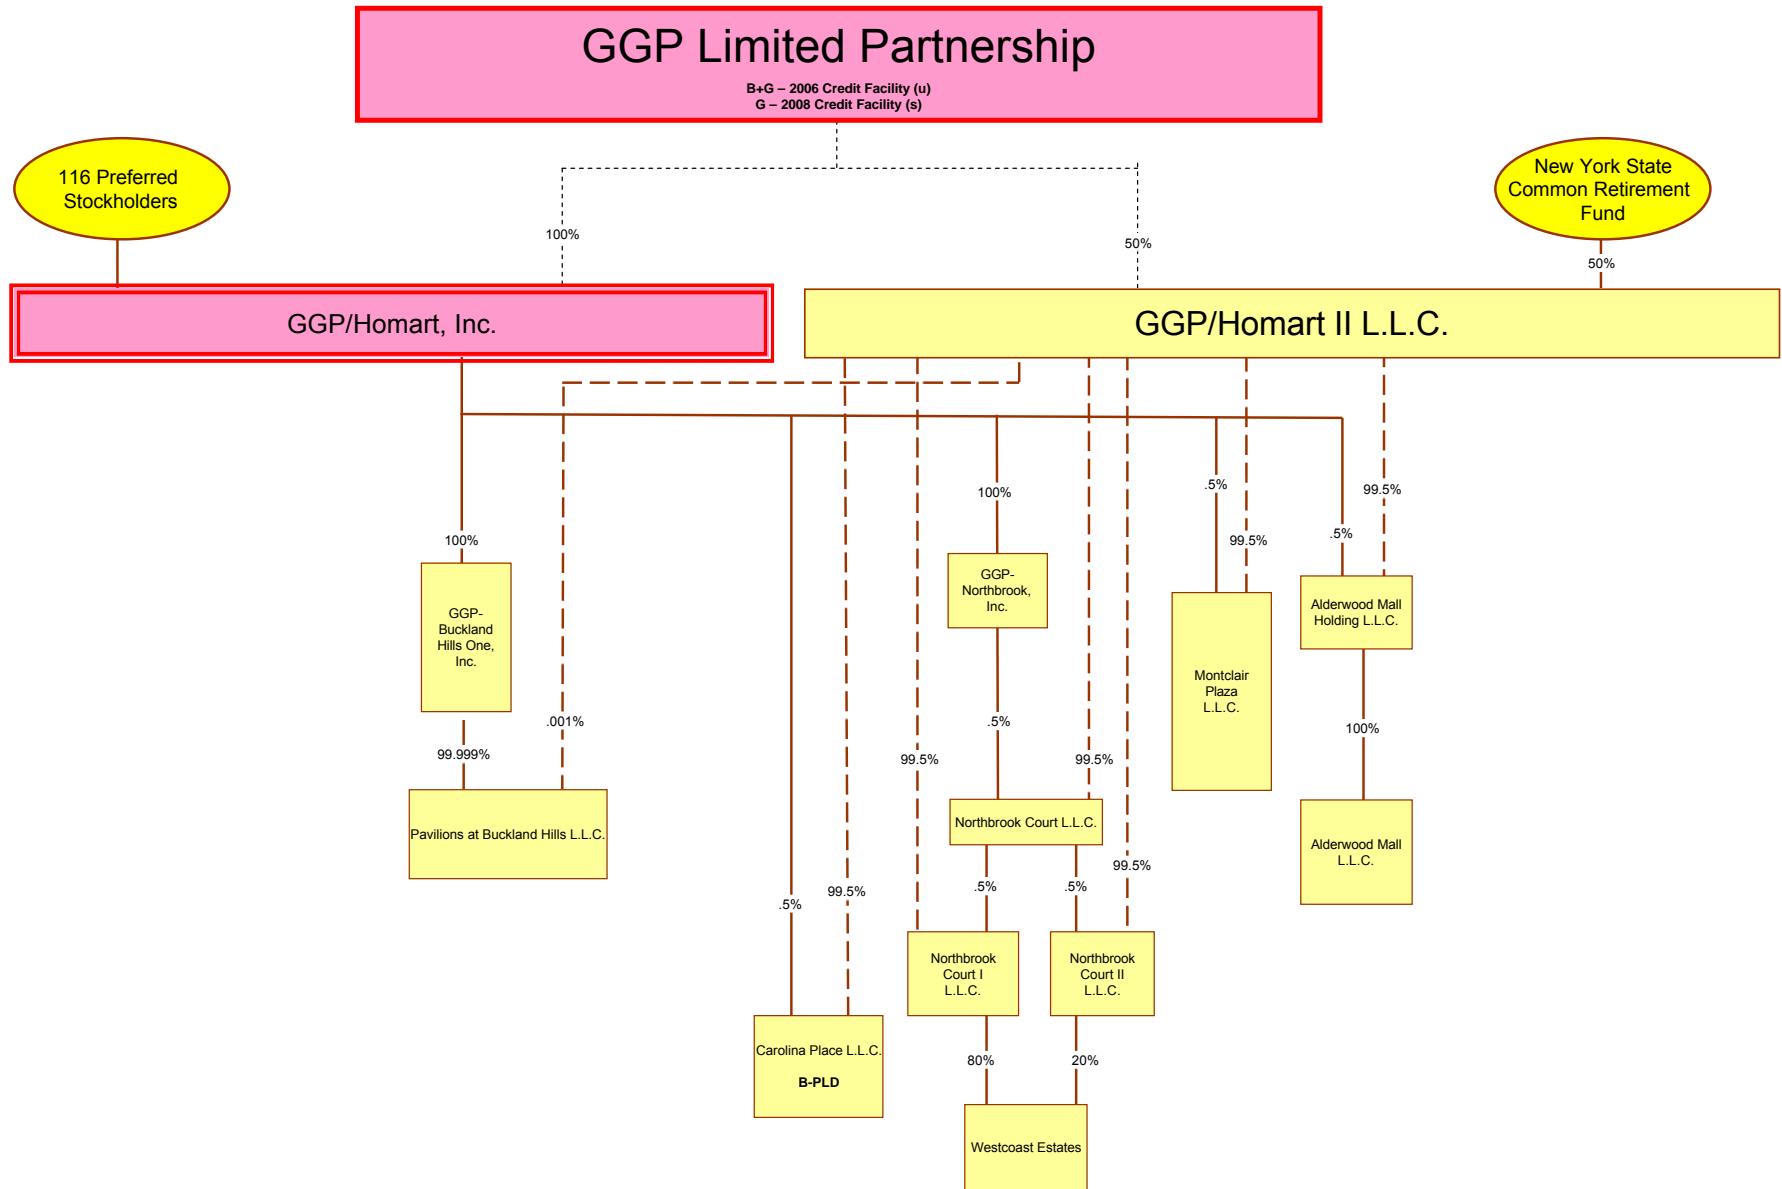 GGP Limited Partnership
B+G – 2006 Credit Facility (u)
G – 2008 Credit Facility (s)
116 Preferred
Stockholders
New York State
Common Retirement
Fund
100%
50%
50%
GGP/Homart, Inc.
GGP/Homart II L.L.C.
100%
100%
.5%
99.5%
.5%
99.5%
GGP-
Buckland
Hills One,
Inc.
GGP-
Northbrook,
Inc.
Alderwood Mall
Holding L.L.C.
Montclair
Plaza
L.L.C.
.001%
.5%
100%
99.999%
99.5%
99.5%
Pavilions at Buckland Hills L.L.C.
Northbrook Court L.L.C.
Alderwood Mall
L.L.C.
.5%
99.5%
.5%
.5%
99.5%
Northbrook
Court I
L.L.C.
Northbrook
Court II
L.L.C.
Carolina Place L.L.C.
B-PLD
80%
20%
Westcoast Estates